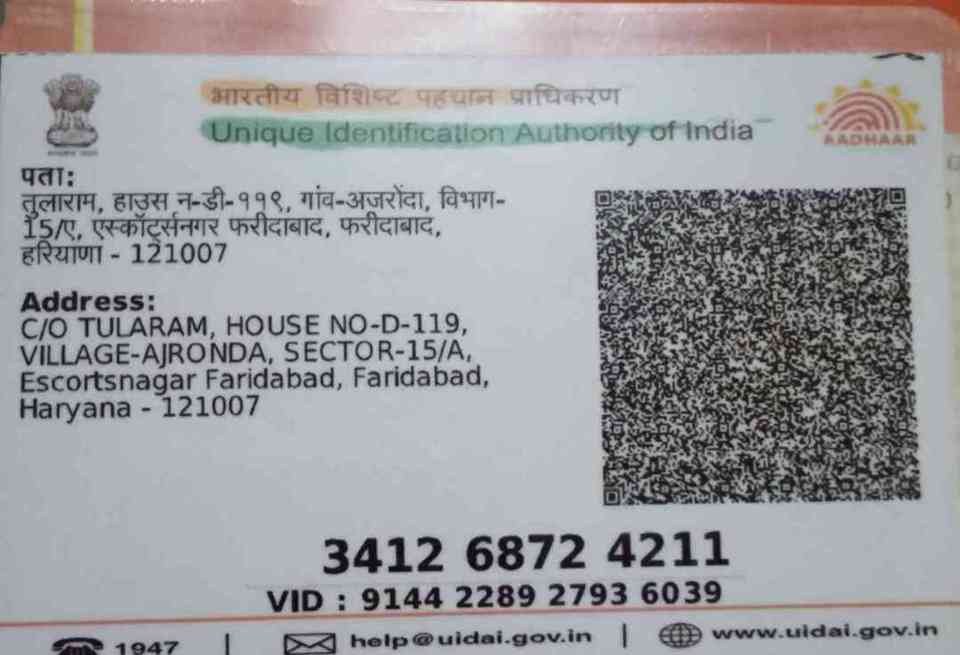 भारतीय विशिष्ट पहचान प्राधिकरण
Unique Identification Authority of India
AADHAAR
पता:
तुलाराम, हाउस न-डी-११९, गांव-अजरोंदा, विभाग-
15/ए, एस्कॉर्ट्सनगर फरीदाबाद, फरीदाबाद,
हरियाणा - 121007
Address:
C/O TULARAM, HOUSE NO-D-119,
VILLAGE-AJRONDA, SECTOR-15/A,
Escortsnagar Faridabad, Faridabad,
Haryana - 121007
3412 6872 4211
VID : 9144 2289 2793 6039
1947 | help@uidai.gov.in | www.uidai.gov.in